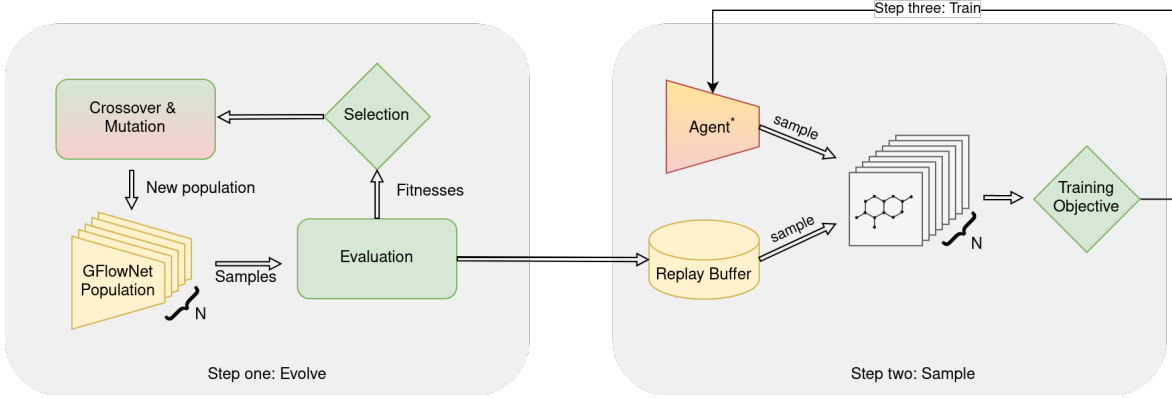 Step three: Train
Crossover &
Mutation
Selection
New population
Fitnesses
GFlowNet
Population
N
Samples
Evaluation
Step one: Evolve
Agent*
sample
Replay Buffer
sample
N
Training
Objective
Step two: Sample